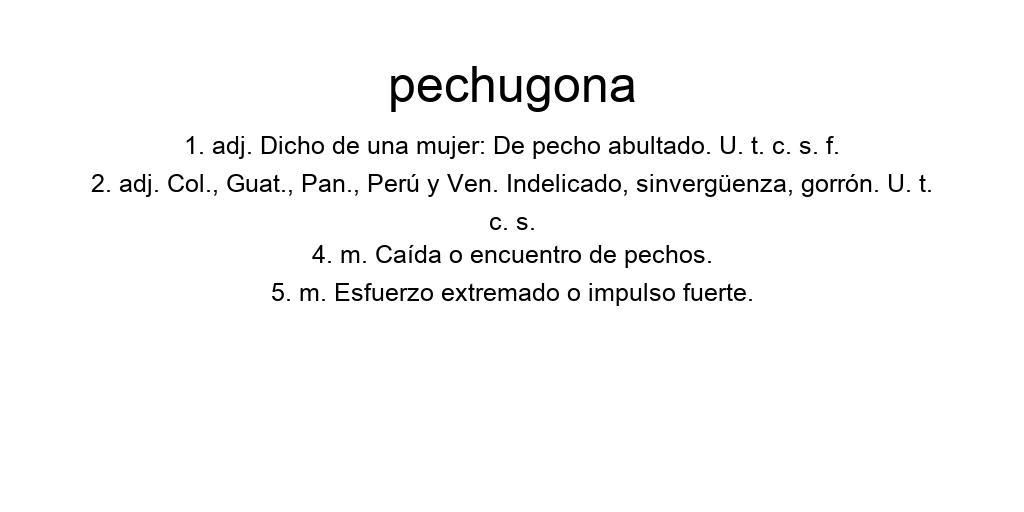 pechugona
1. adj. Dicho de una mujer: De pecho abultado. U. t. c. s. f.
2. adj. Col., Guat., Pan., Perú y Ven. Indelicado, sinvergüenza, gorrón. U. t.
c. s.
4. m. Caída o encuentro de pechos.
5. m. Esfuerzo extremado o impulso fuerte.